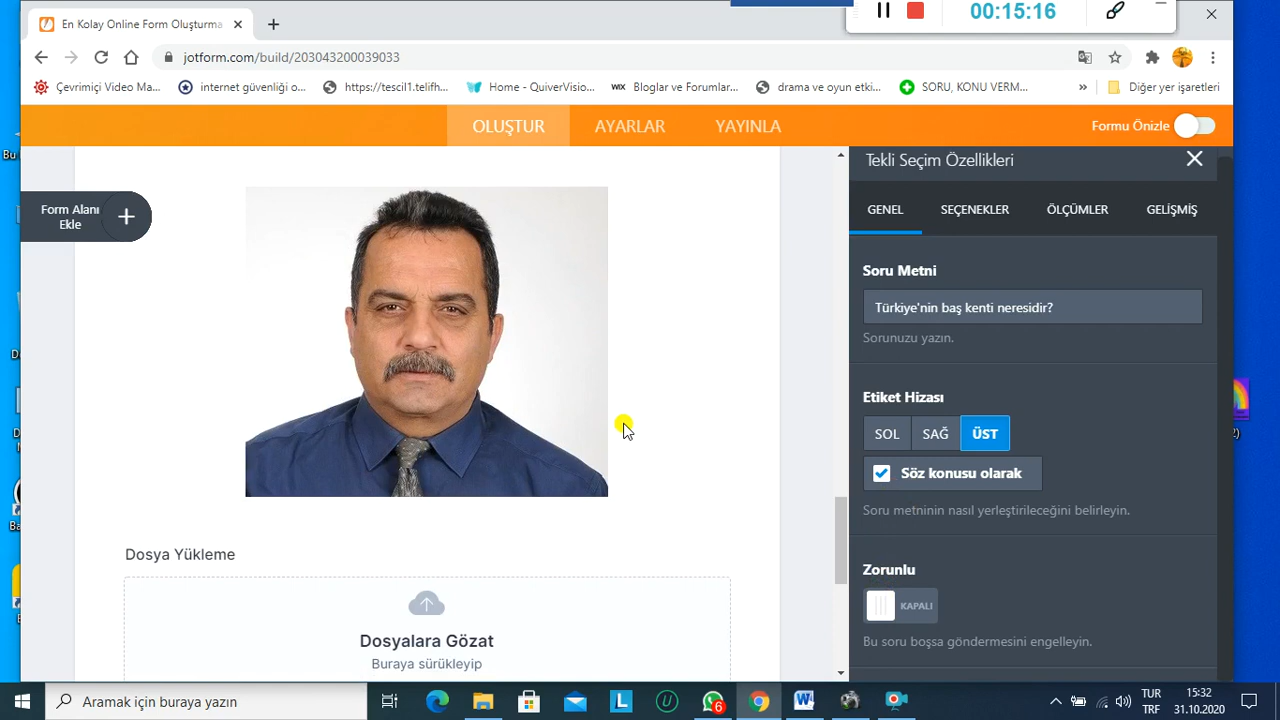 00:15:16
En Kolay Online Form Oluşturma
jotform.com/build/203043200039033
Çevrimiçi Video Ma...
internet güvenliği o...
https://tescil1.telifh...
Home - QuiverVisio...
WIX Bloglar ve Forumlar...
drama ve oyun etki...
SORU, KONU VERM...
»
Diğer yer işaretleri
OLUŞTUR
AYARLAR
YAYINLA
Formu Önizle
Form Alanı
Ekle
Dosya Yükleme
Dosyalara Gözat
Buraya sürükleyip
Tekli Seçim Özellikleri
GENEL
SEÇENEKLER
ÖLÇÜMLER
GELİŞMİŞ
Soru Metni
Türkiye'nin baş kenti neresidir?
Sorunuzu yazın.
Etiket Hizası
SOL
SAĞ
ÜST
Söz konusu olarak
Soru metninin nasıl yerleştirileceğini belirleyin.
Zorunlu
KAPALI
Bu soru boşsa göndermesini engelleyin.
Aramak için buraya yazın
6
TUR
TRF
15:32
31.10.2020